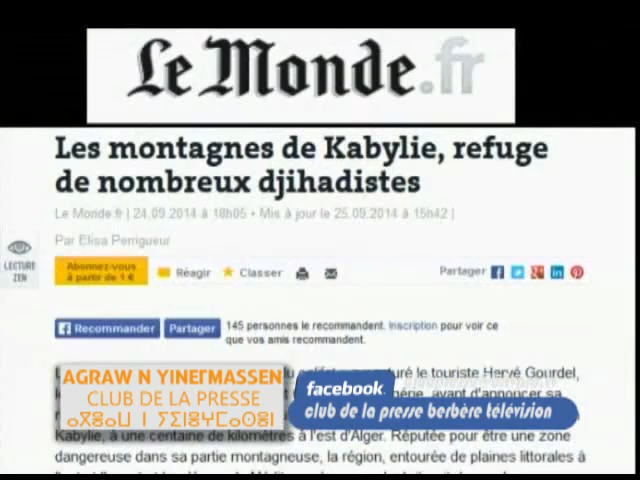 Le Monde.fr
Les montagnes de Kabylie, refuge
de nombreux djihadistes
Le Monde.fr | 24.09.2014 à 18h05 • Mis à jour le 25.09.2014 à 15h42 |
Par Elisa Perrigueur
LECTURE
ZEN
Abonnez-vous
à partir de 1 €
Réagir
Classer
Partager
Recommander
Partager
145 personnes le recommandent. Inscription pour voir ce
que vos amis recommandent.
capturé le touriste Hervé Gourdel,
avant d'annoncer sa
AGRAW N YINEΓMASSEN
CLUB DE LA PRESSE
ⴰⴳⵔⴰⵡ ⵏ ⵢⵉⵏⴻⵖⵎⴰⵙⵙⴻⵏ
facebook
club de la presse berbère télévision
Kabylie, à une centaine de kilomètres à l'est d'Alger. Réputée pour être une zone
dangereuse dans sa partie montagneuse, la région, entourée de plaines littorales à